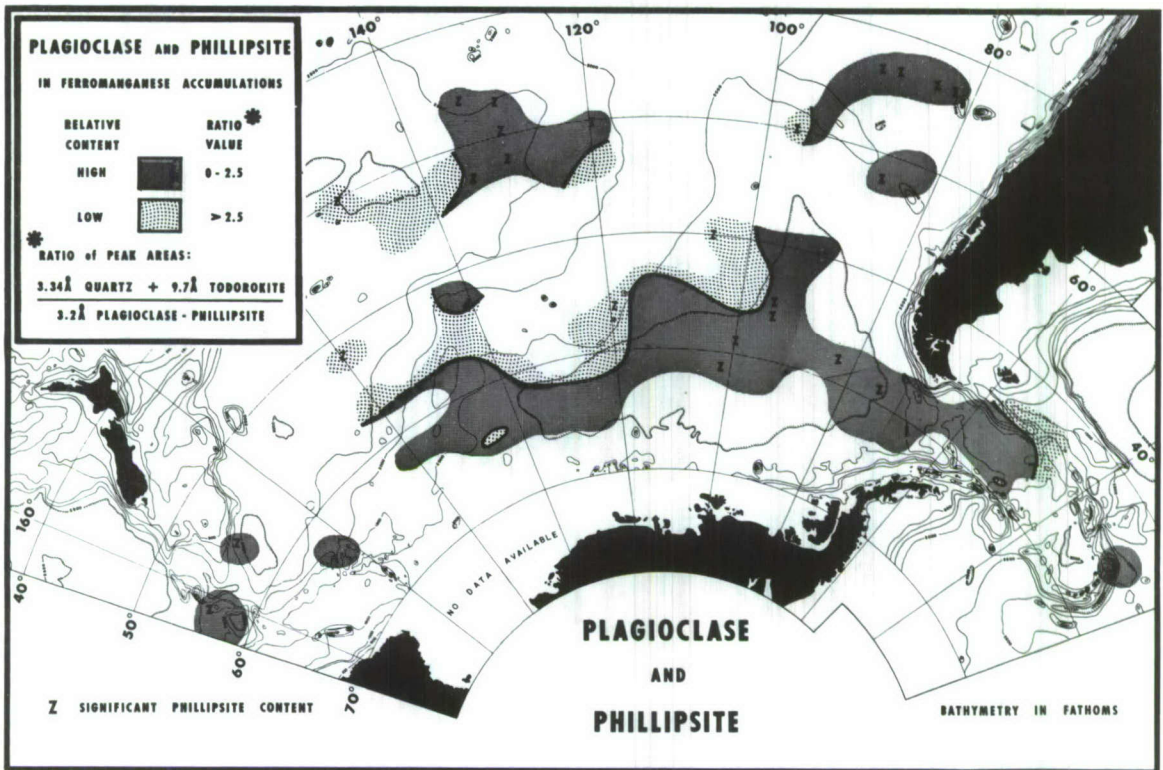 PLAGIOCLASE AND PHILLIPSITE
IN FERROMANGANESE ACCUMULATIONS
RELATIVE CONTENT
RATIO VALUE *
HIGH 0 - 2.5
LOW > 2.5
* RATIO of PEAK AREAS:
3.34Å QUARTZ + 9.7Å TODOROKITE
3.2Å PLAGIOCLASE - PHILLIPSITE
140°
120°
100°
80°
60°
40°
160°
40°
50°
60°
70°
NO DATA AVAILABLE
PLAGIOCLASE
AND
PHILLIPSITE
Z SIGNIFICANT PHILLIPSITE CONTENT
BATHYMETRY IN FATHOMS